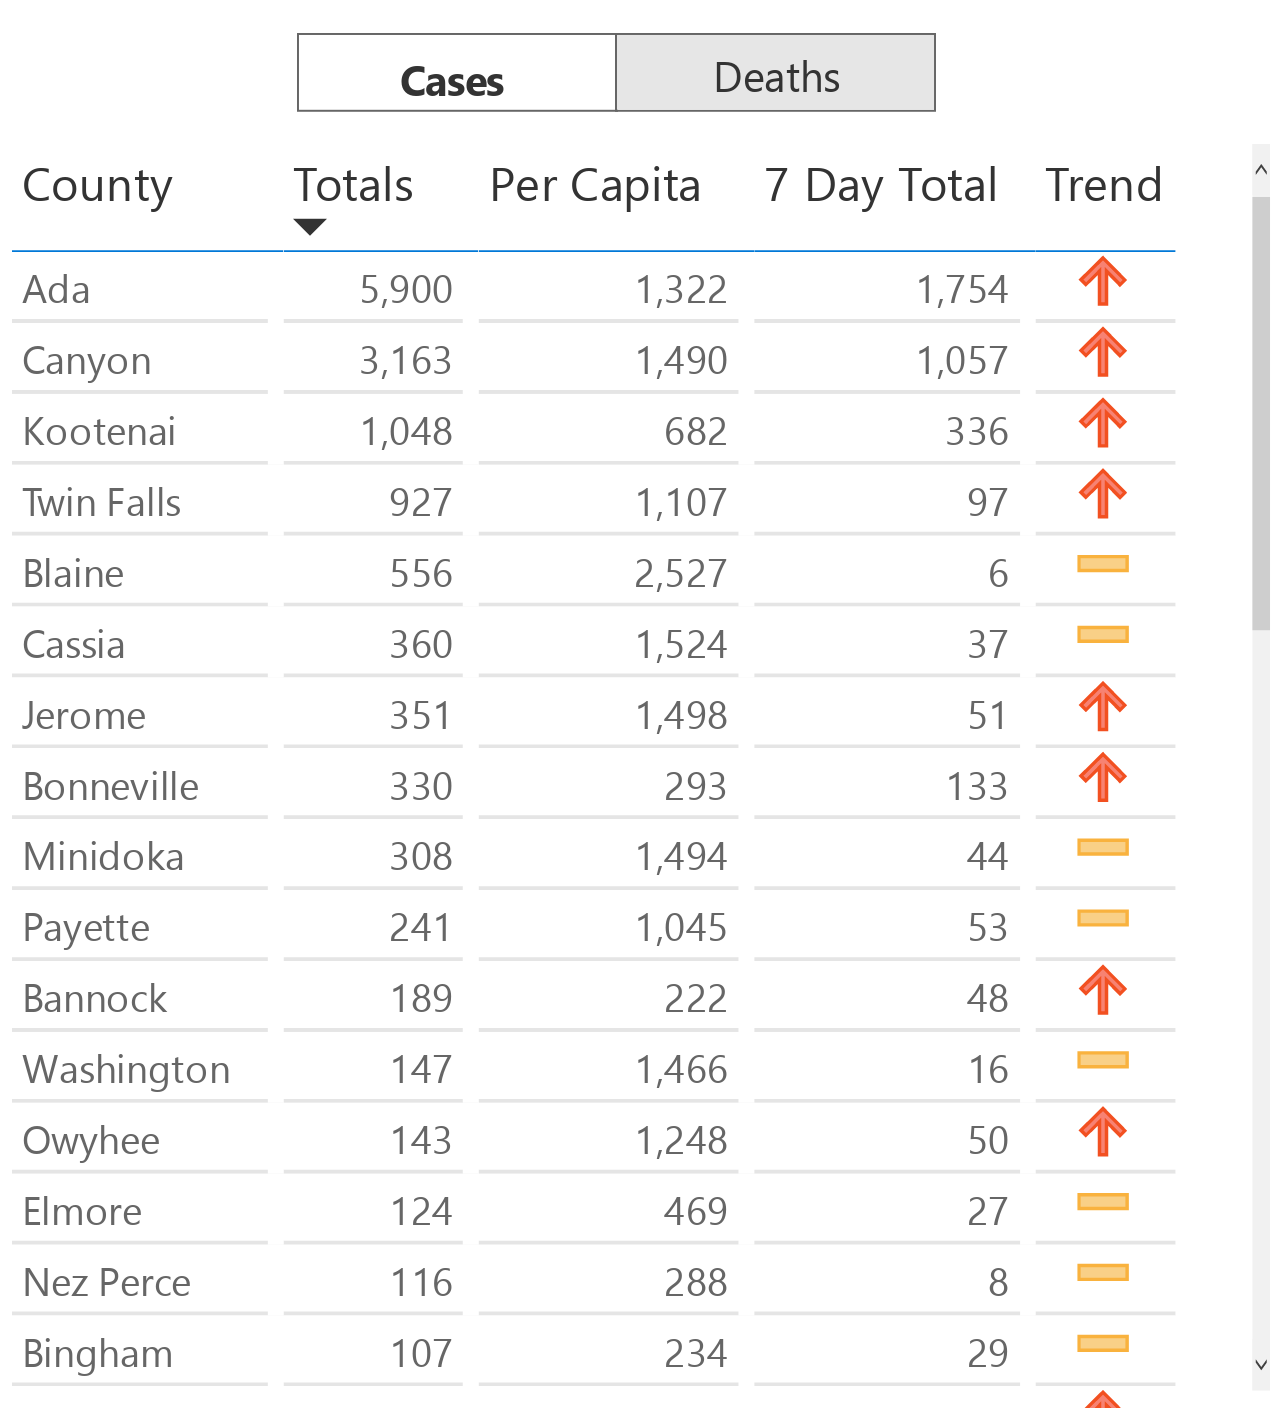 Cases Deaths
County Totals Per Capita 7 Day Total Trend
Ada 5,900 1,322 1,754
Canyon 3,163 1,490 1,057
Kootenai 1,048 682 336
Twin Falls 927 1,107 97
Blaine 556 2,527 6
Cassia 360 1,524 37
Jerome 351 1,498 51
Bonneville 330 293 133
Minidoka 308 1,494 44
Payette 241 1,045 53
Bannock 189 222 48
Washington 147 1,466 16
Owyhee 143 1,248 50
Elmore 124 469 27
Nez Perce 116 288 8
Bingham 107 234 29